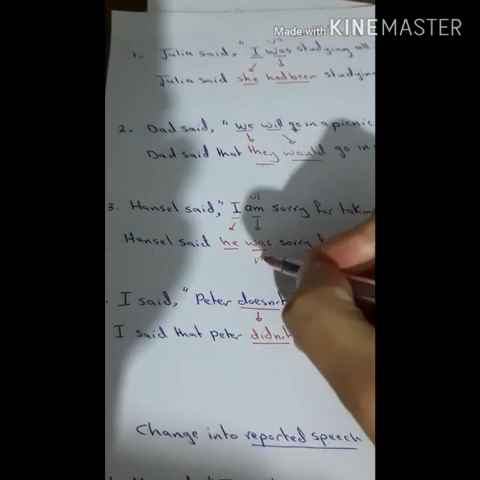 Made with KINEMASTER
V2
1. Julia said, " I was studying all
Julia said she had been studying
2. Dad said, " we will go in a picnic
Dad said that they would go in
V1
3. Hansel said, " I am sorry for
Hansel said he was sorry
I said, " Peter doesn't
I said that peter didn't
Change into reported speech